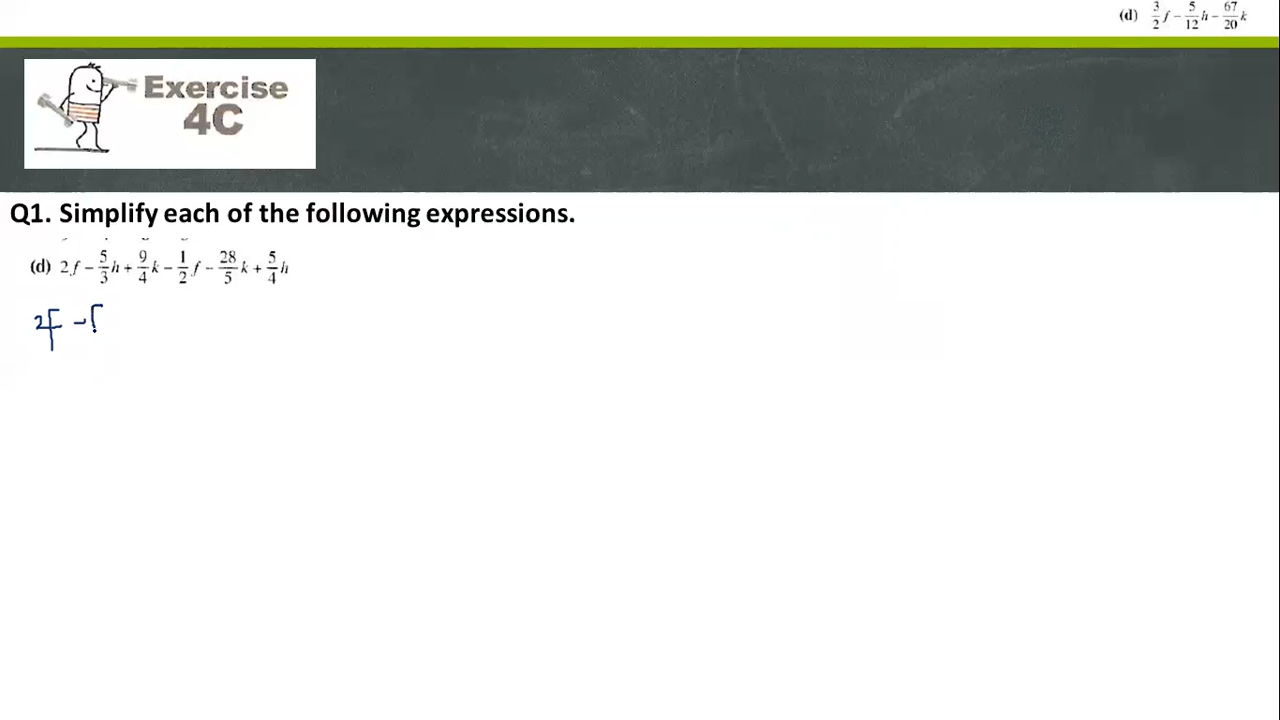 (d) 3/2 f − 5/12 h − 67/20 k
Exercise
4C
Q1. Simplify each of the following expressions.
(d) 2f − 5/3 h + 9/4 k − 1/2 f − 28/5 k + 5/4 h
2f −